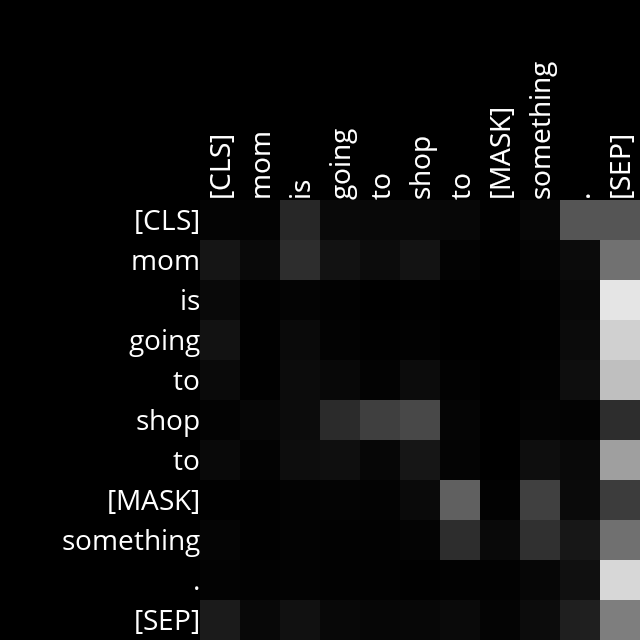 [CLS] mom is going to shop to [MASK] something . [SEP]
[CLS]
mom
is
going
to
shop
to
[MASK]
something
.
[SEP]